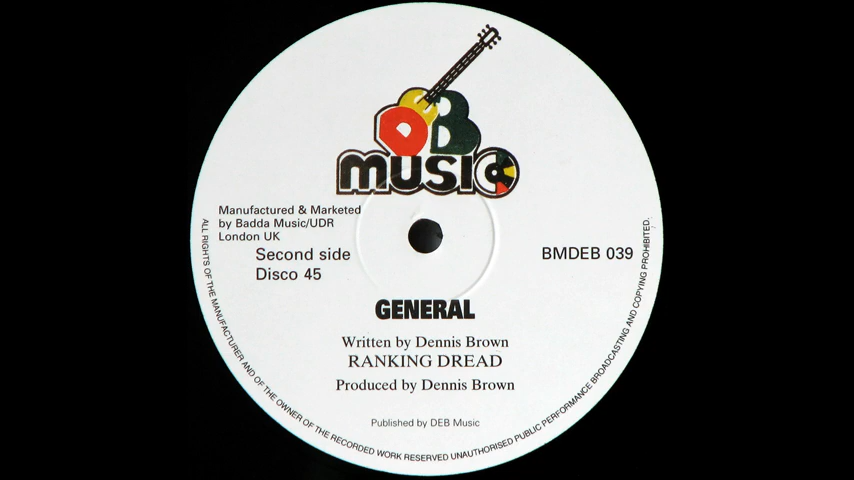 DEB
MUSIC
Manufactured & Marketed
by Badda Music/UDR
London UK
Second side
Disco 45
BMDEB 039
GENERAL
Written by Dennis Brown
RANKING DREAD
Produced by Dennis Brown
Published by DEB Music
ALL RIGHTS OF THE MANUFACTURER AND OF THE OWNER OF THE RECORDED WORK RESERVED UNAUTHORISED PUBLIC PERFORMANCE BROADCASTING AND COPYING PROHIBITED.